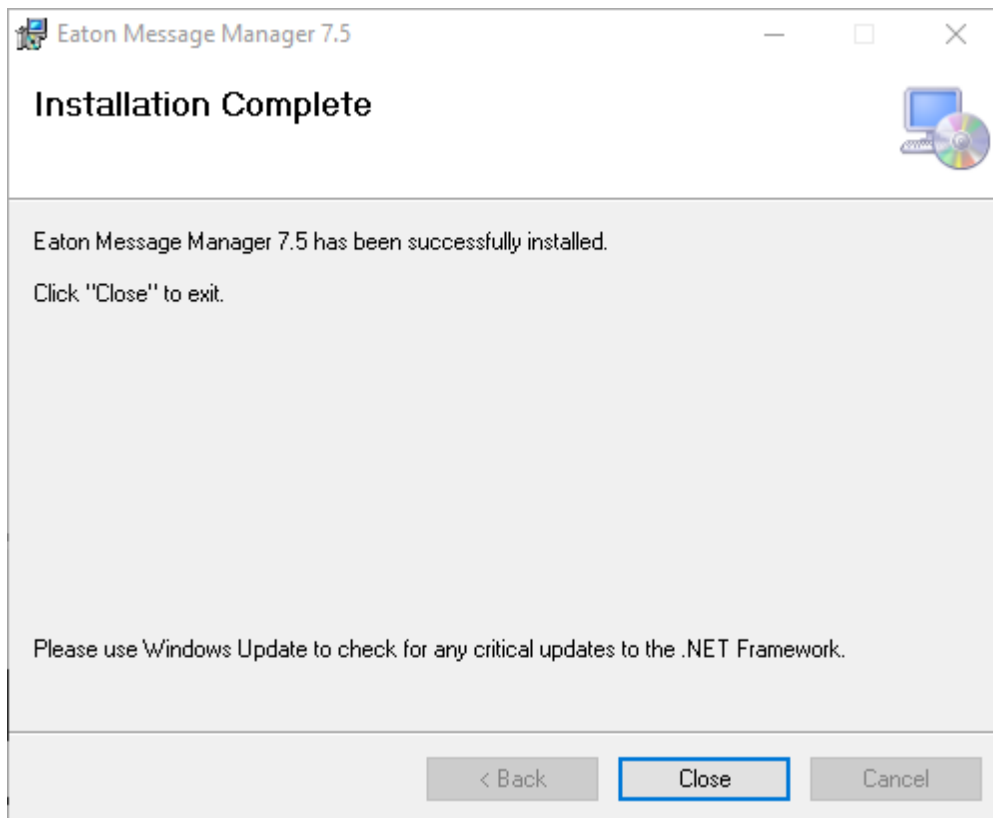 Eaton Message Manager 7.5
Installation Complete
Eaton Message Manager 7.5 has been successfully installed.
Click "Close" to exit.
Please use Windows Update to check for any critical updates to the .NET Framework.
< Back
Close
Cancel